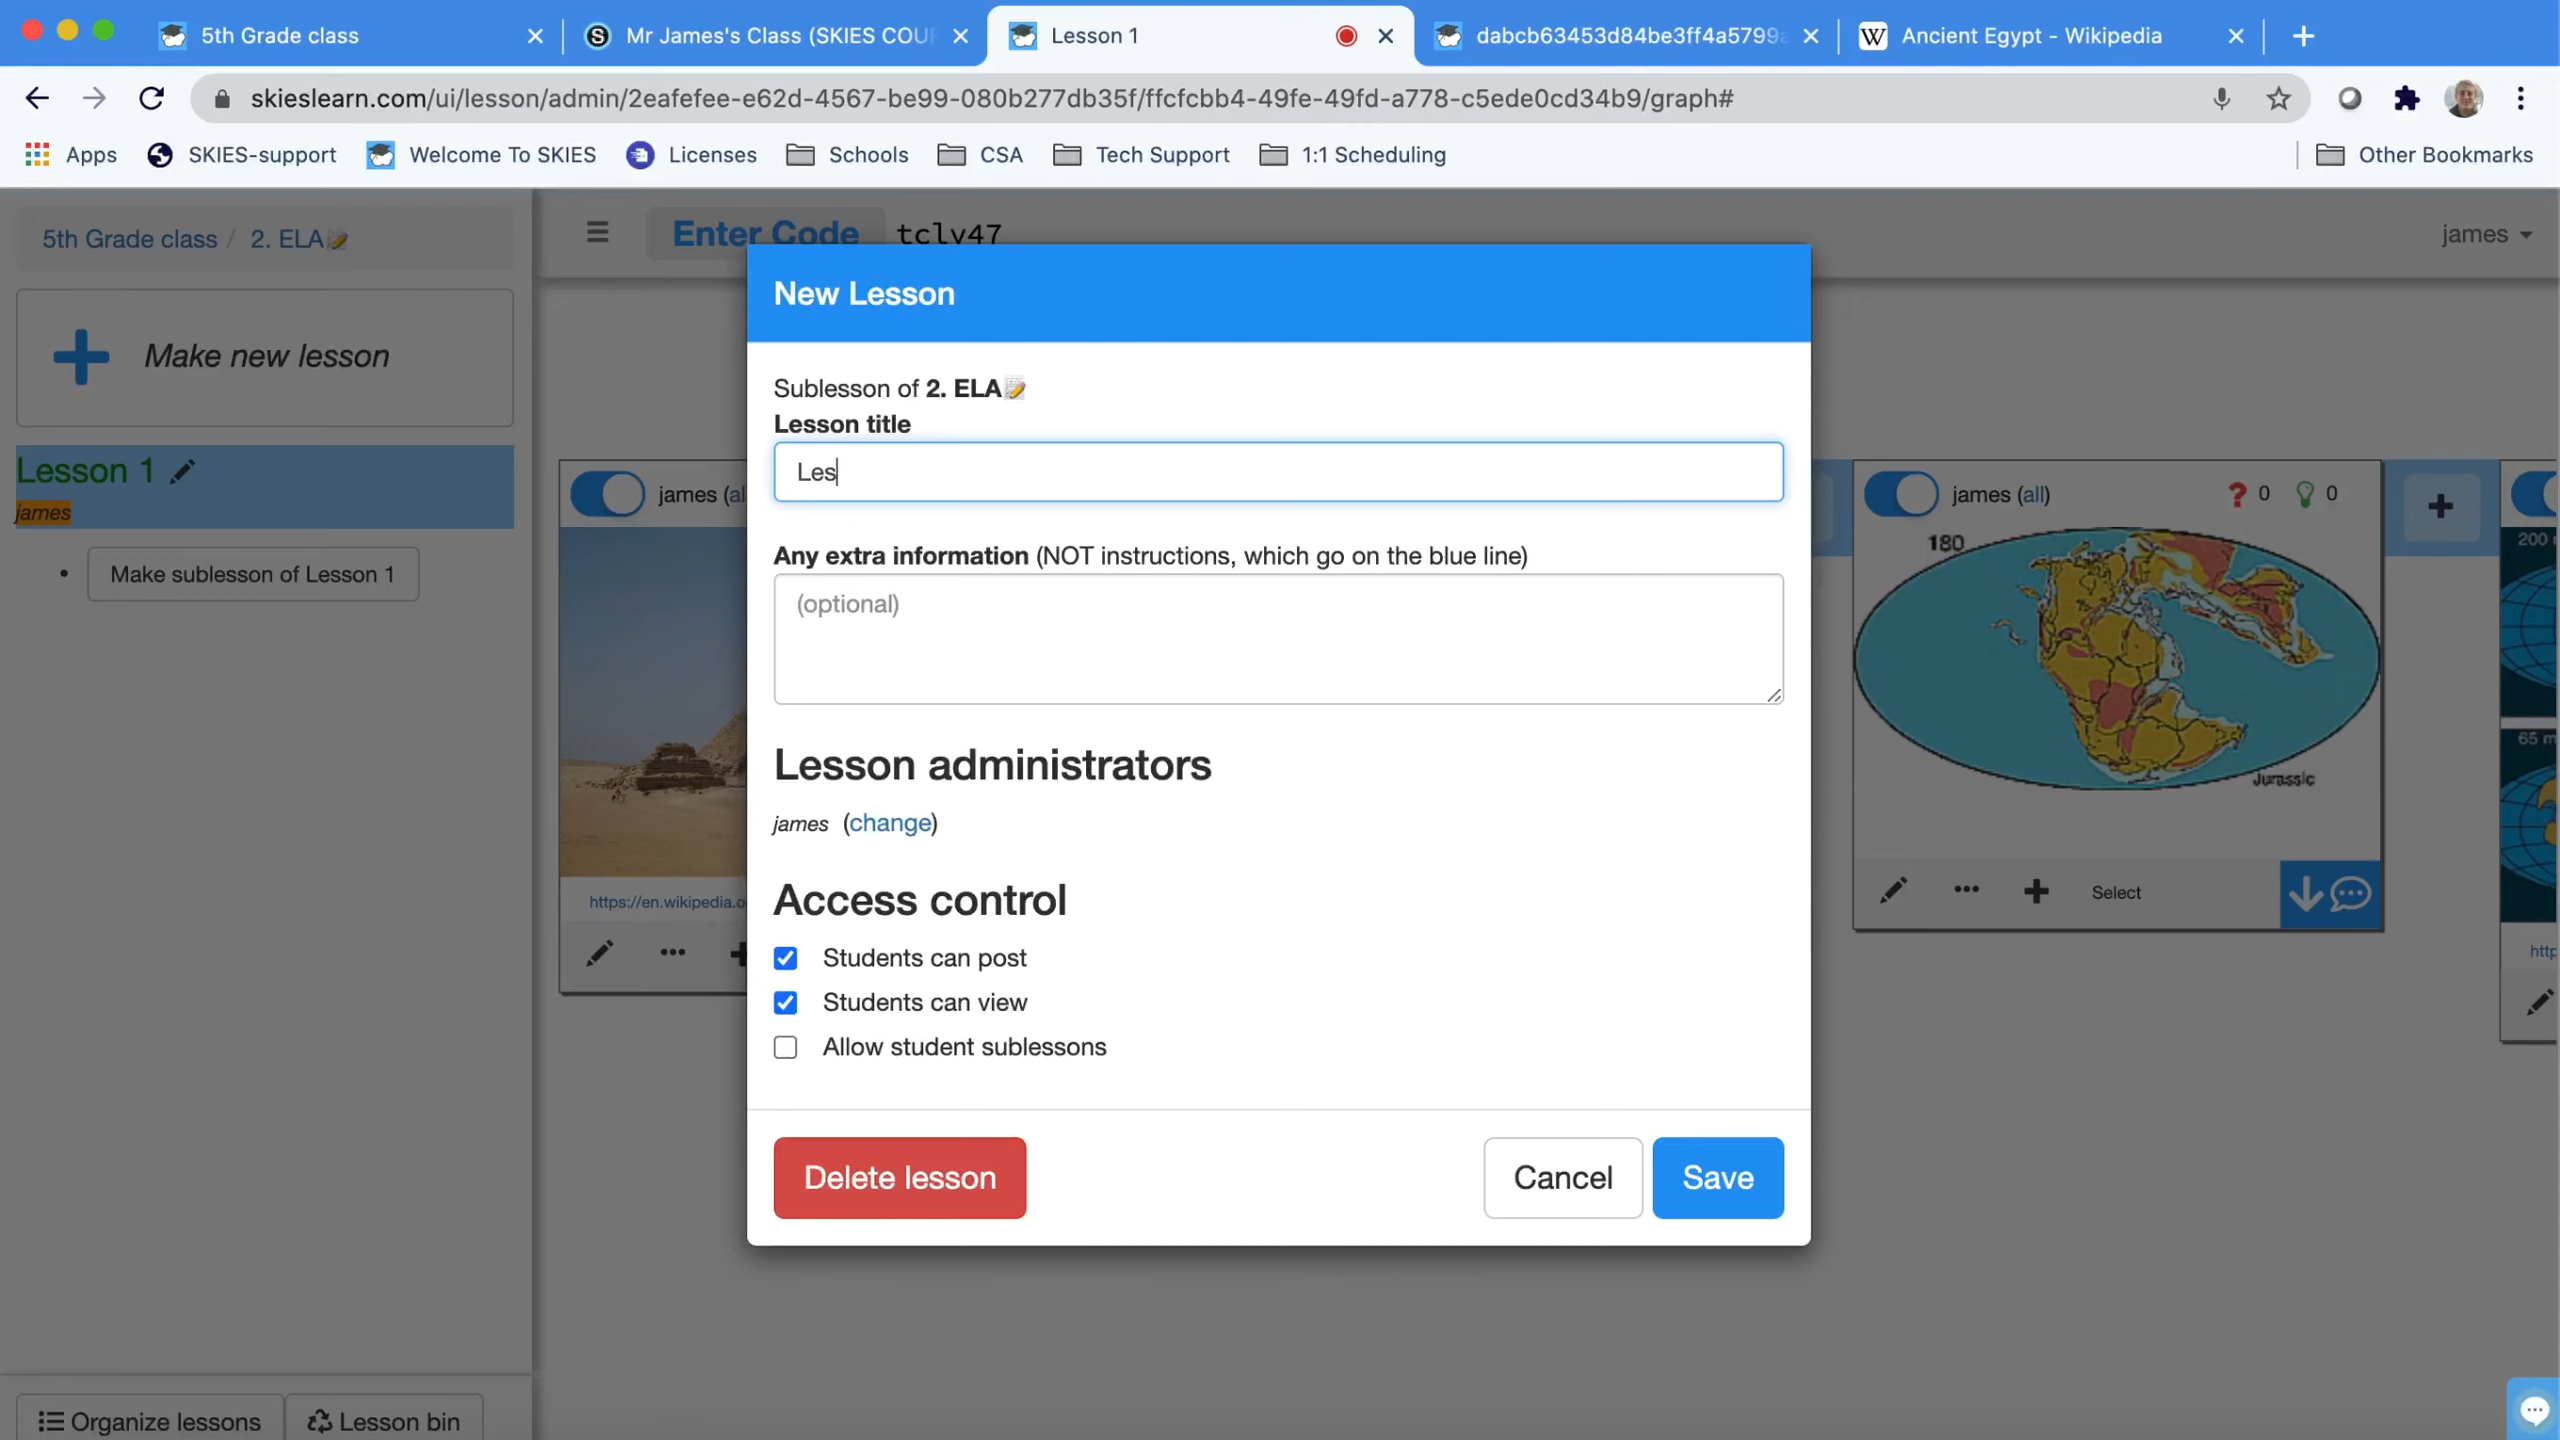 5th Grade class
Mr James's Class (SKIES COUR
Lesson 1
dabcb63453d84be3ff4a5799a
W Ancient Egypt - Wikipedia
skieslearn.com/ui/lesson/admin/2eafefee-e62d-4567-be99-080b277db35f/ffcfcbb4-49fe-49fd-a778-c5ede0cd34b9/graph#
Apps
SKIES-support
Welcome To SKIES
Licenses
Schools
CSA
Tech Support
1:1 Scheduling
Other Bookmarks
5th Grade class / 2. ELA
Enter Code tclv47
james
Make new lesson
Lesson 1
james
Make sublesson of Lesson 1
Organize lessons
Lesson bin
james (al
https://en.wikipedia.o
New Lesson
Sublesson of 2. ELA
Lesson title
Les
Any extra information (NOT instructions, which go on the blue line)
(optional)
Lesson administrators
james (change)
Access control
Students can post
Students can view
Allow student sublessons
Delete lesson
Cancel
Save
james (all)
? 0
0
180
Jurassic
Select
200
65 m
http